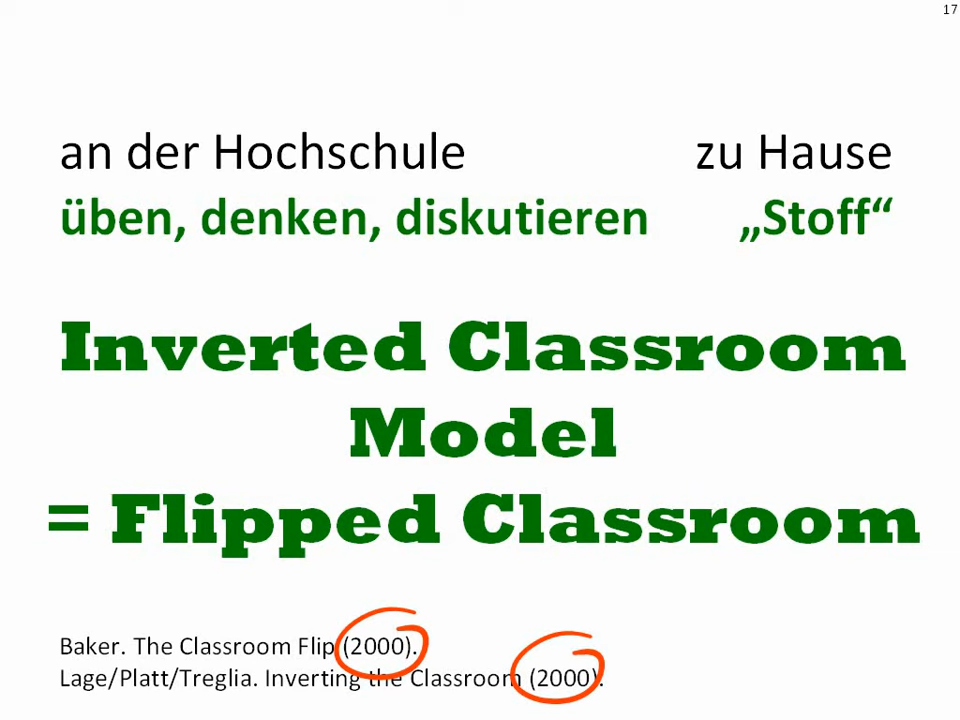 17
an der Hochschule zu Hause
üben, denken, diskutieren „Stoff“
Inverted Classroom
Model
= Flipped Classroom
Baker. The Classroom Flip (2000).
Lage/Platt/Treglia. Inverting the Classroom (2000).